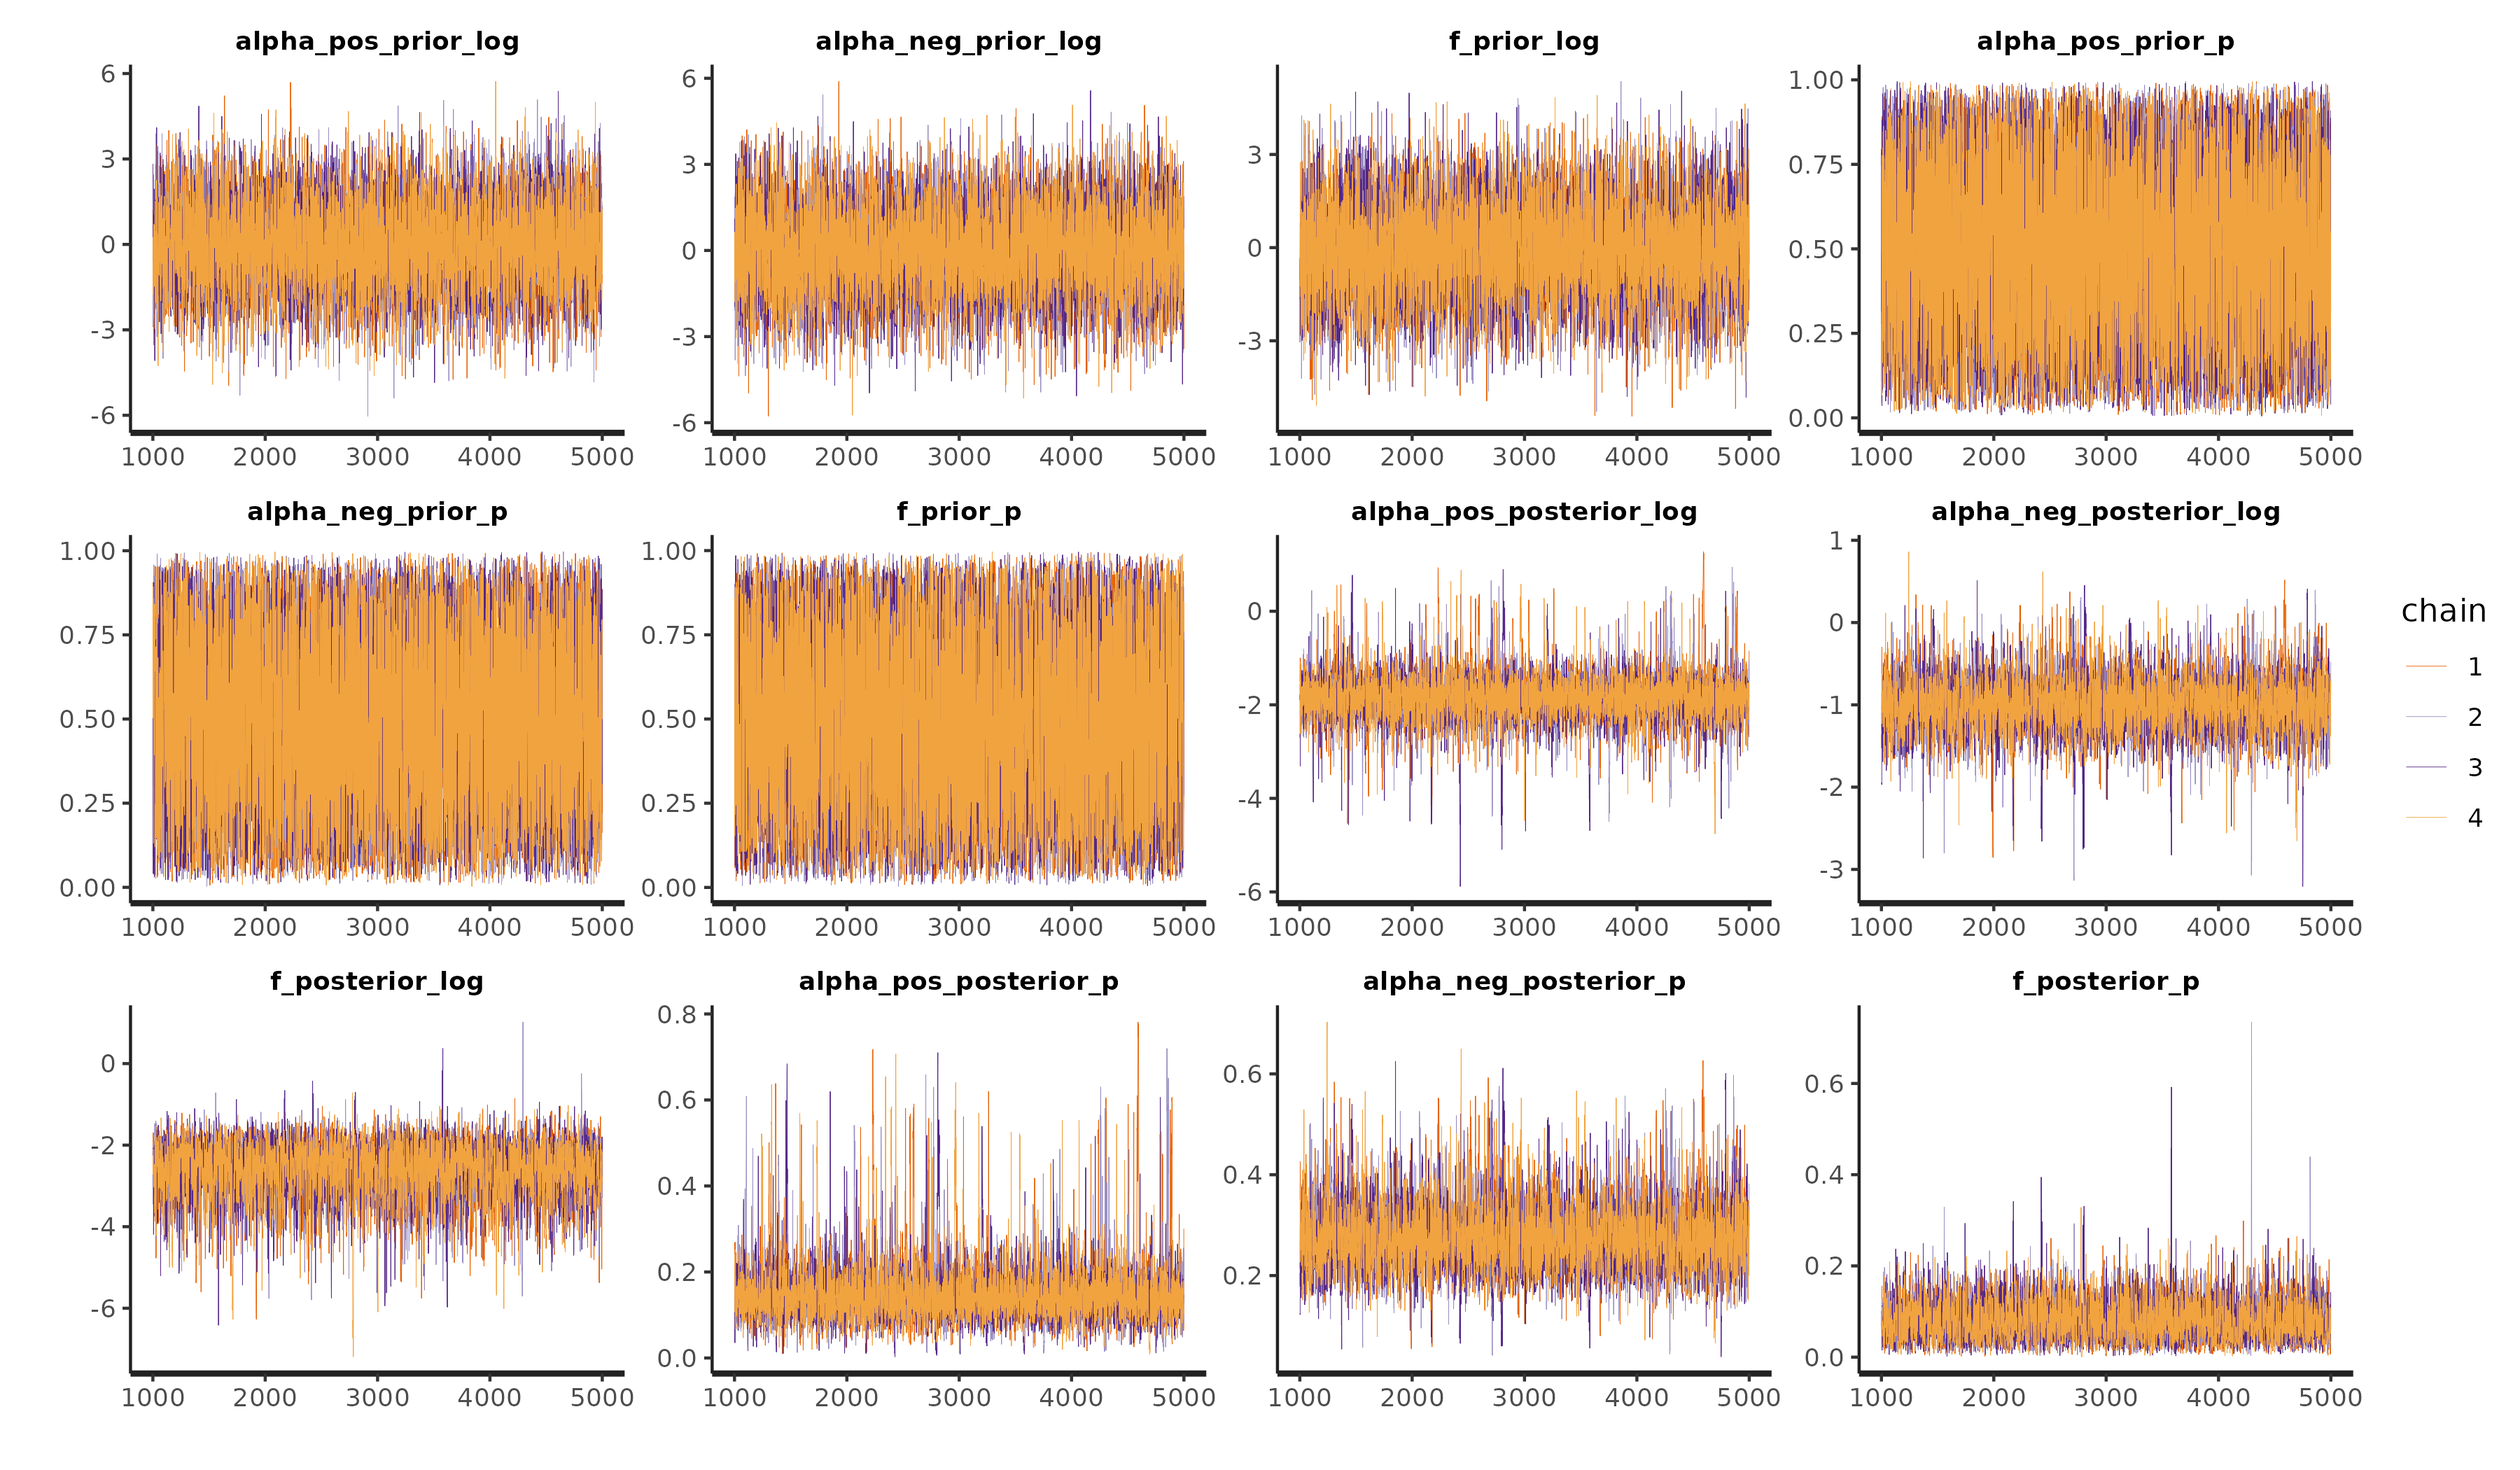 alpha_pos_prior_log
alpha_neg_prior_log
f_prior_log
alpha_pos_prior_p
6
3
0
-3
-6
1000 2000 3000 4000 5000
6
3
0
-3
-6
1000 2000 3000 4000 5000
3
0
-3
1000 2000 3000 4000 5000
1.00
0.75
0.50
0.25
0.00
1000 2000 3000 4000 5000
alpha_neg_prior_p
f_prior_p
alpha_pos_posterior_log
alpha_neg_posterior_log
1.00
0.75
0.50
0.25
0.00
1000 2000 3000 4000 5000
1.00
0.75
0.50
0.25
0.00
1000 2000 3000 4000 5000
0
-2
-4
-6
1000 2000 3000 4000 5000
1
0
-1
-2
-3
1000 2000 3000 4000 5000
f_posterior_log
alpha_pos_posterior_p
alpha_neg_posterior_p
f_posterior_p
0
-2
-4
-6
1000 2000 3000 4000 5000
0.8
0.6
0.4
0.2
0.0
1000 2000 3000 4000 5000
0.6
0.4
0.2
1000 2000 3000 4000 5000
0.6
0.4
0.2
0.0
1000 2000 3000 4000 5000
chain
1
2
3
4